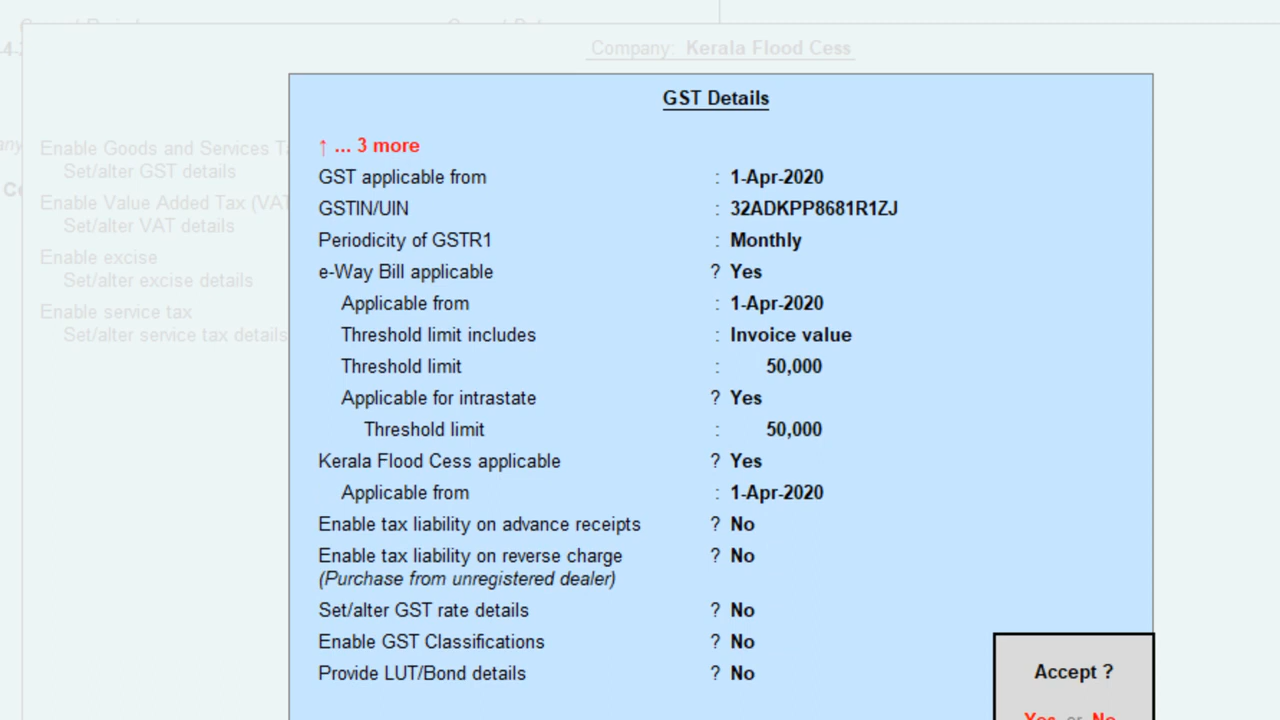 Company: Kerala Flood Cess
GST Details
↑ ... 3 more
GST applicable from : 1-Apr-2020
GSTIN/UIN : 32ADKPP8681R1ZJ
Periodicity of GSTR1 : Monthly
e-Way Bill applicable ? Yes
Applicable from : 1-Apr-2020
Threshold limit includes : Invoice value
Threshold limit : 50,000
Applicable for intrastate ? Yes
Threshold limit : 50,000
Kerala Flood Cess applicable ? Yes
Applicable from : 1-Apr-2020
Enable tax liability on advance receipts ? No
Enable tax liability on reverse charge ? No
(Purchase from unregistered dealer)
Set/alter GST rate details ? No
Enable GST Classifications ? No
Provide LUT/Bond details ? No
Accept ?
Yes or No
Enable Goods and Services
Set/alter GST details
Enable Value Added Tax (VAT
Set/alter VAT details
Enable excise
Set/alter excise details
Enable service tax
Set/alter service tax details